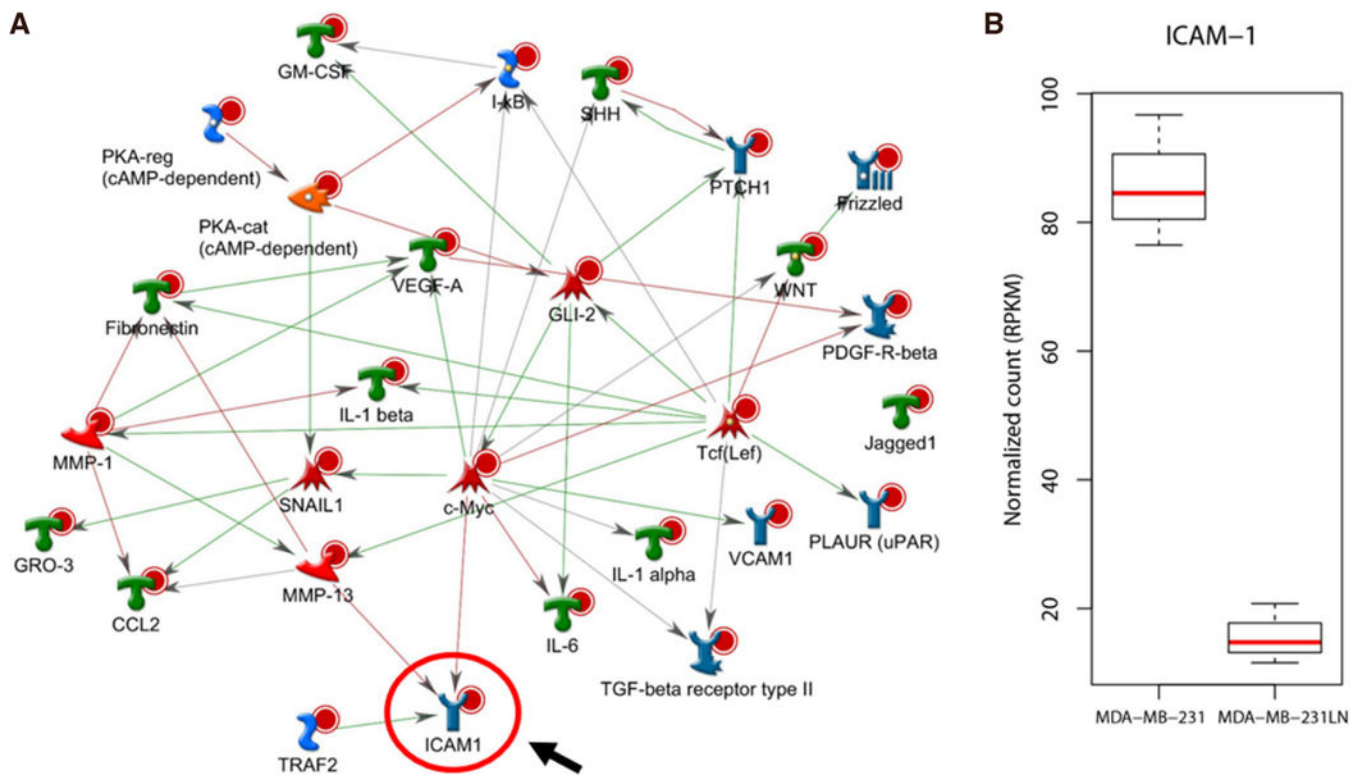 A
GM-CSF
I-kB
SHH
PKA-reg
(cAMP-dependent)
PTCH1
Frizzled
PKA-cat
(cAMP-dependent)
VEGF-A
WNT
GLI-2
Fibronectin
PDGF-R-beta
IL-1 beta
Jagged1
Tcf(Lef)
MMP-1
SNAIL1
c-Myc
GRO-3
VCAM1
PLAUR (uPAR)
IL-1 alpha
MMP-13
CCL2
IL-6
TGF-beta receptor type II
ICAM1
TRAF2
B
ICAM-1
Normalized count (RPKM)
100
80
60
40
20
MDA-MB-231
MDA-MB-231LN